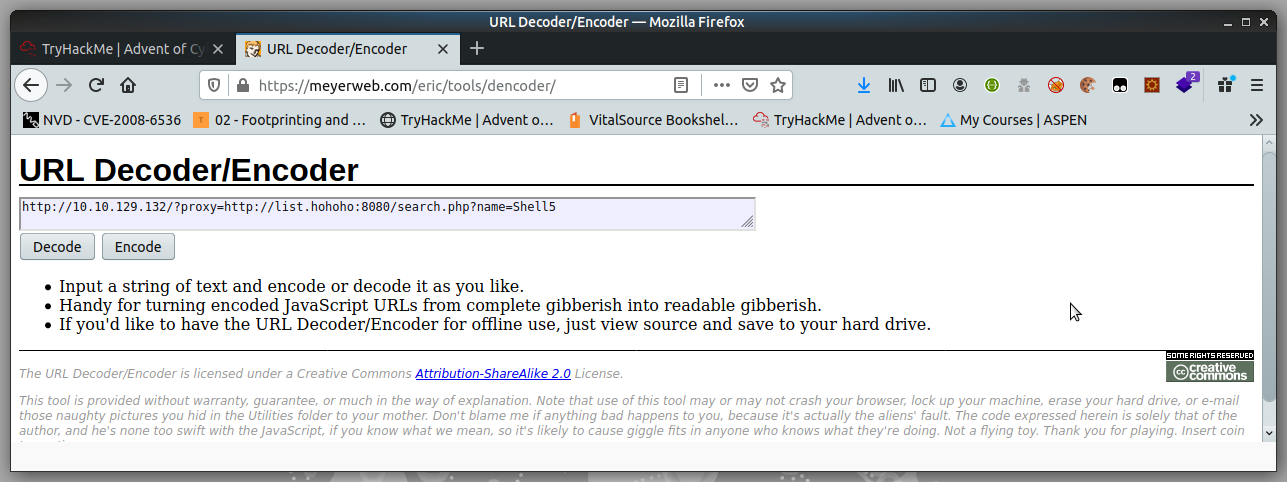 URL Decoder/Encoder — Mozilla Firefox
TryHackMe | Advent of Cy
URL Decoder/Encoder
https://meyerweb.com/eric/tools/dencoder/
2
NVD - CVE-2008-6536
02 - Footprinting and ...
TryHackMe | Advent o...
VitalSource Bookshel...
TryHackMe | Advent o...
My Courses | ASPEN
URL Decoder/Encoder
http://10.10.129.132/?proxy=http://list.hohoho:8080/search.php?name=Shell5
Decode Encode
• Input a string of text and encode or decode it as you like.
• Handy for turning encoded JavaScript URLs from complete gibberish into readable gibberish.
• If you'd like to have the URL Decoder/Encoder for offline use, just view source and save to your hard drive.
SOME RIGHTS RESERVED
cc creative commons
The URL Decoder/Encoder is licensed under a Creative Commons Attribution-ShareAlike 2.0 License.
This tool is provided without warranty, guarantee, or much in the way of explanation. Note that use of this tool may or may not crash your browser, lock up your machine, erase your hard drive, or e-mail
those naughty pictures you hid in the Utilities folder to your mother. Don't blame me if anything bad happens to you, because it's actually the aliens' fault. The code expressed herein is solely that of the
author, and he's none too swift with the JavaScript, if you know what we mean, so it's likely to cause giggle fits in anyone who knows what they're doing. Not a flying toy. Thank you for playing. Insert coin